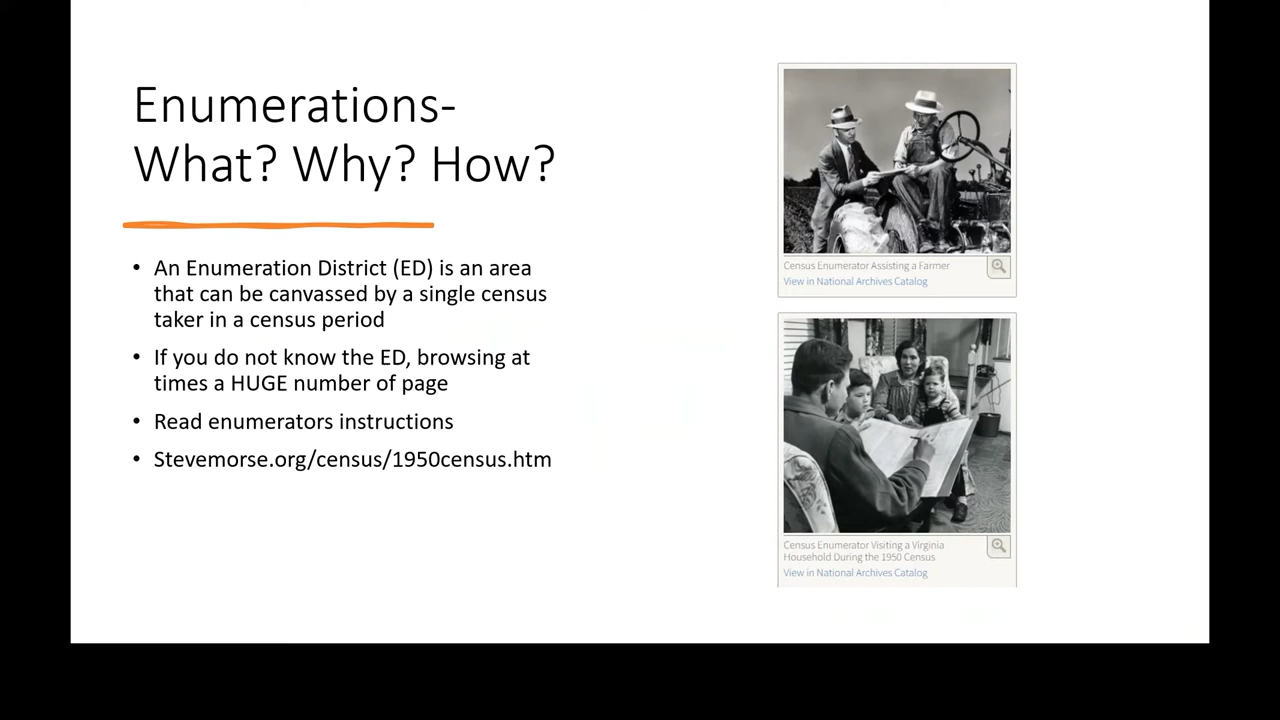 Enumerations-
What? Why? How?
• An Enumeration District (ED) is an area
that can be canvassed by a single census
taker in a census period
• If you do not know the ED, browsing at
times a HUGE number of page
• Read enumerators instructions
• Stevemorse.org/census/1950census.htm
Census Enumerator Assisting a Farmer
View in National Archives Catalog
Census Enumerator Visiting a Virginia
Household During the 1950 Census
View in National Archives Catalog